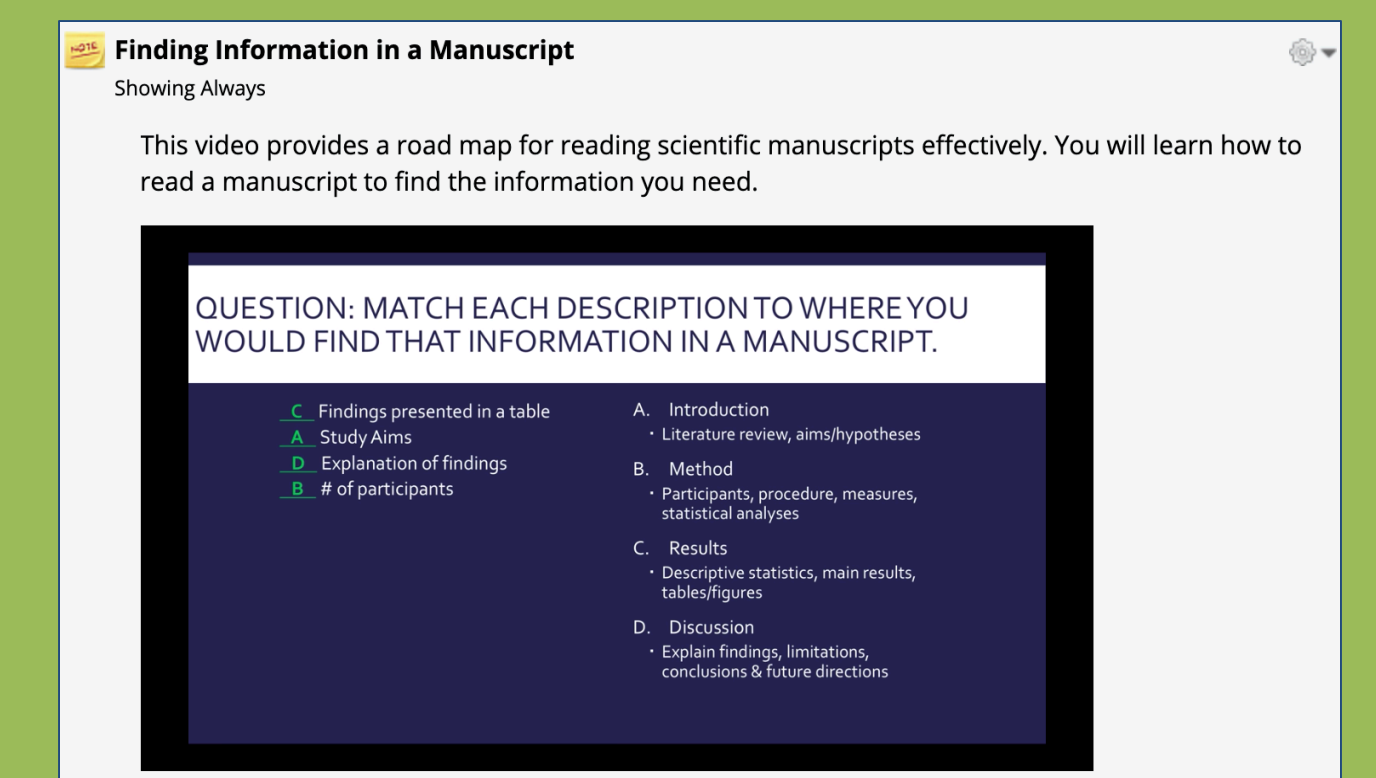 NOTE
Finding Information in a Manuscript
Showing Always
This video provides a road map for reading scientific manuscripts effectively. You will learn how to
read a manuscript to find the information you need.
QUESTION: MATCH EACH DESCRIPTION TO WHERE YOU
WOULD FIND THAT INFORMATION IN A MANUSCRIPT.
C Findings presented in a table
A Study Aims
D Explanation of findings
B # of participants
A. Introduction
• Literature review, aims/hypotheses
B. Method
• Participants, procedure, measures,
statistical analyses
C. Results
• Descriptive statistics, main results,
tables/figures
D. Discussion
• Explain findings, limitations,
conclusions & future directions